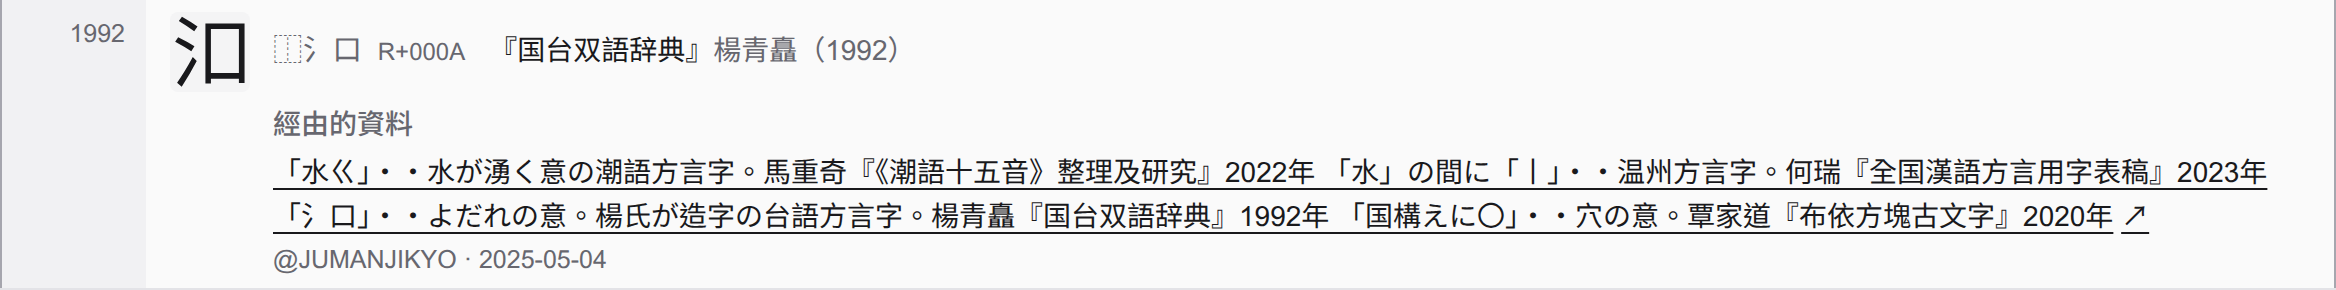 1992
汩 ⿰氵口 R+000A 『国台双語辞典』楊青矗（1992）
經由的資料
「水巜」・・水が湧く意の潮語方言字。馬重奇『《潮語十五音》整理及研究』2022年 「水」の間に「丨」・・温州方言字。何瑞『全国漢語方言用字表稿』2023年
「氵口」・・よだれの意。楊氏が造字の台語方言字。楊青矗『国台双語辞典』1992年 「国構えに〇」・・穴の意。覃家道『布依方塊古文字』2020年 ↗
@JUMANJIKYO · 2025-05-04